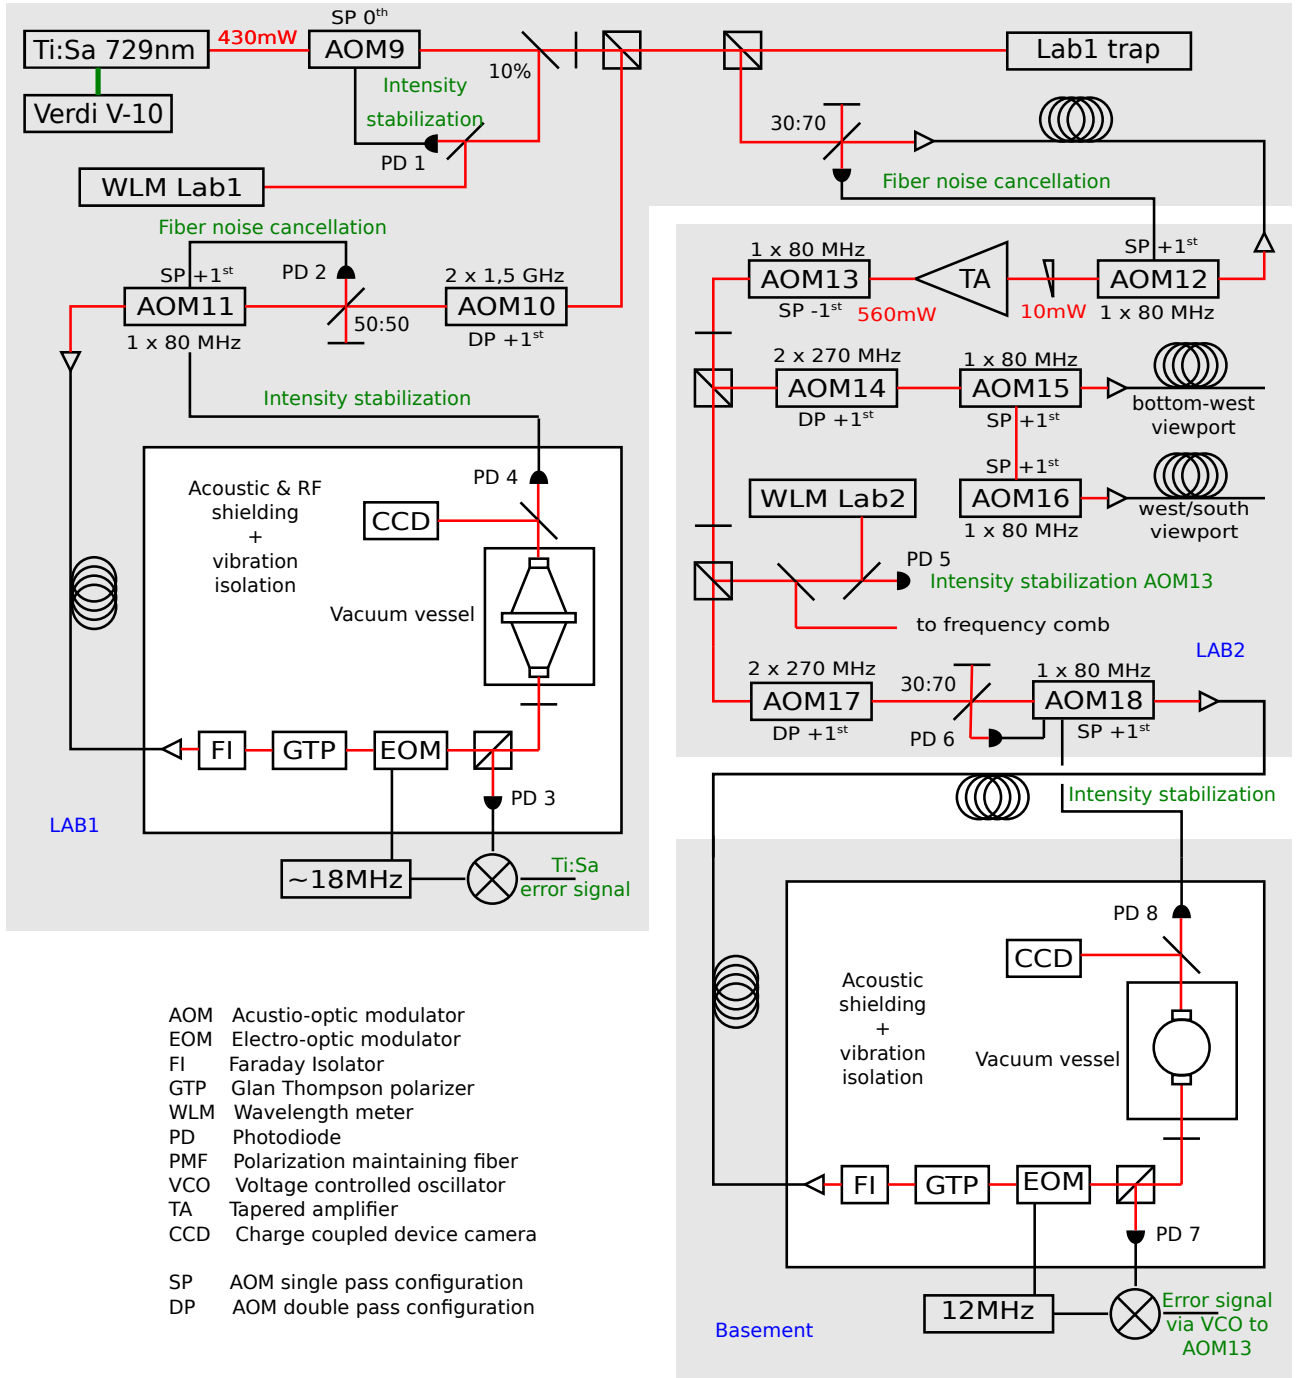 SP 0th
Ti:Sa 729nm
430mW
AOM9
10%
Lab1 trap
Verdi V-10
Intensity
stabilization
PD 1
30:70
WLM Lab1
Fiber noise cancellation
Fiber noise cancellation
SP +1st
PD 2
2 x 1,5 GHz
AOM11
AOM10
50:50
1 x 80 MHz
DP +1st
1 x 80 MHz
SP +1st
AOM13
TA
AOM12
SP -1st
560mW
10mW
1 x 80 MHz
2 x 270 MHz
1 x 80 MHz
AOM14
AOM15
DP +1st
SP +1st
bottom-west
viewport
Intensity stabilization
SP +1st
WLM Lab2
AOM16
1 x 80 MHz
west/south
viewport
PD 4
Acoustic & RF
shielding
+
vibration
isolation
CCD
Vacuum vessel
PD 5
Intensity stabilization AOM13
to frequency comb
LAB2
2 x 270 MHz
30:70
1 x 80 MHz
AOM17
AOM18
DP +1st
PD 6
SP +1st
FI
GTP
EOM
PD 3
LAB1
Intensity stabilization
~18MHz
Ti:Sa
error signal
PD 8
CCD
Acoustic
shielding
+
vibration
isolation
Vacuum vessel
FI
GTP
EOM
PD 7
12MHz
Error signal
via VCO to
AOM13
Basement
AOM Acustio-optic modulator
EOM Electro-optic modulator
FI Faraday Isolator
GTP Glan Thompson polarizer
WLM Wavelength meter
PD Photodiode
PMF Polarization maintaining fiber
VCO Voltage controlled oscillator
TA Tapered amplifier
CCD Charge coupled device camera
SP AOM single pass configuration
DP AOM double pass configuration